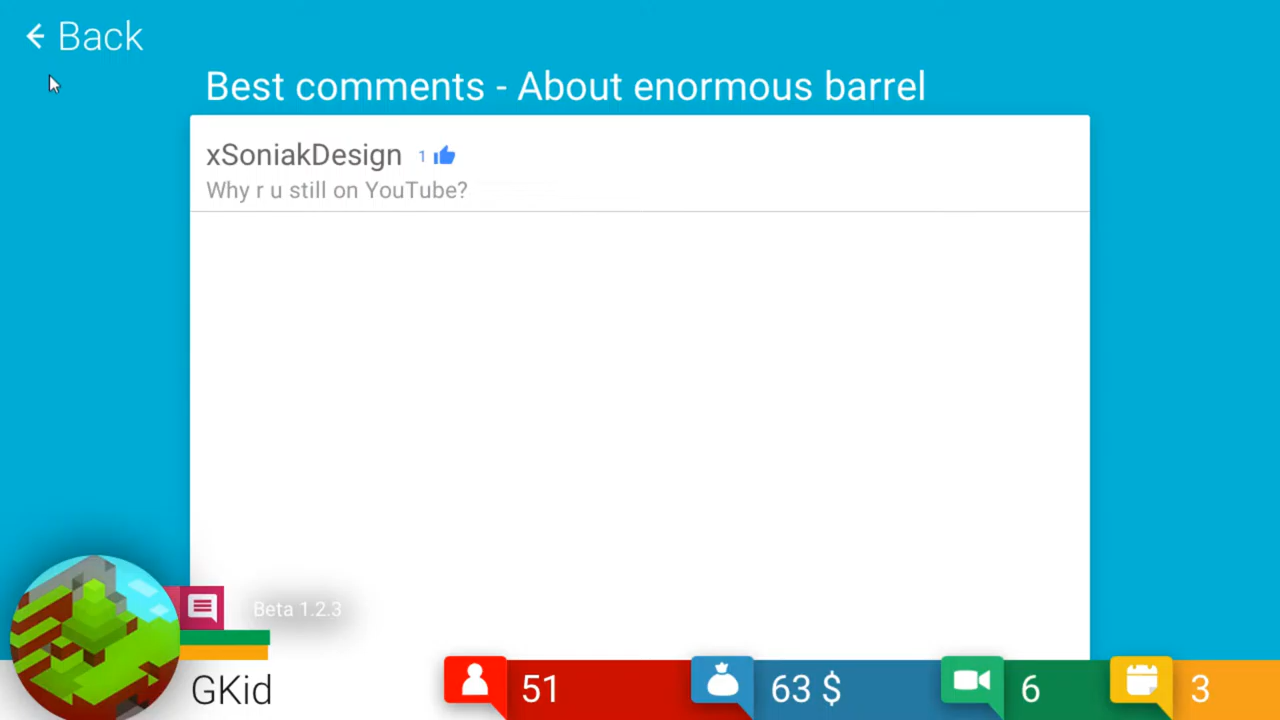 Back
Best comments - About enormous barrel
xSoniakDesign 1
Why r u still on YouTube?
Beta 1.2.3
GKid 51 63 $ 6 3